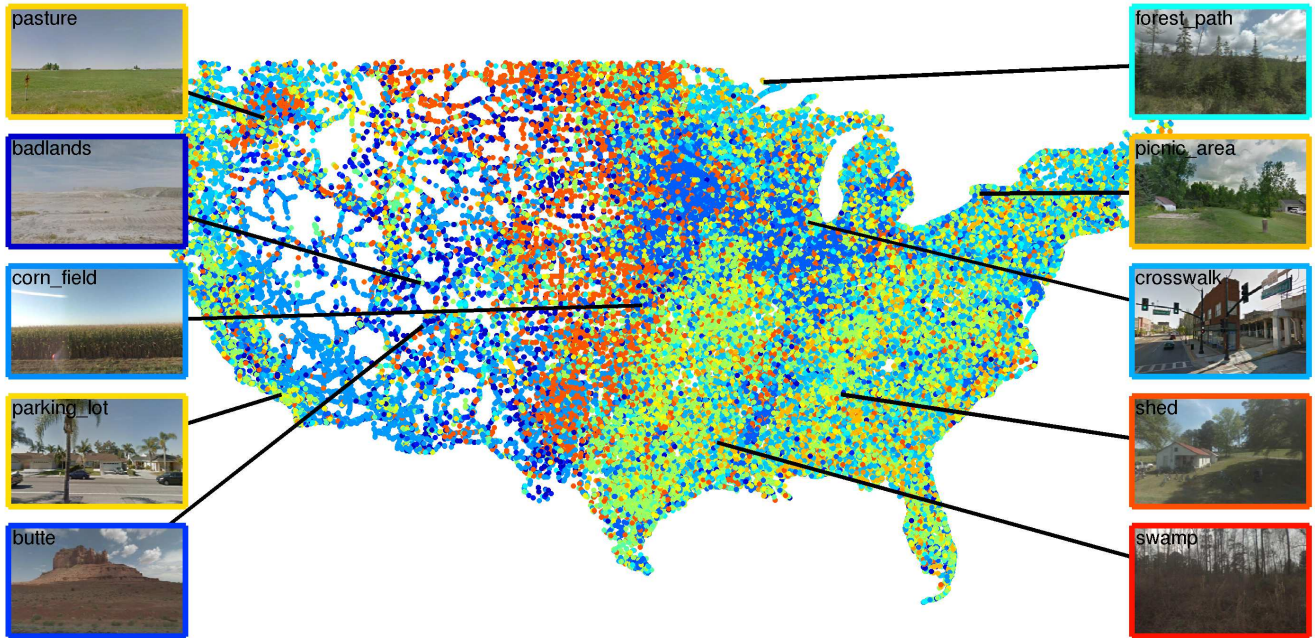 pasture
badlands
corn_field
parking_lot
butte
forest_path
picnic_area
crosswalk
shed
swamp